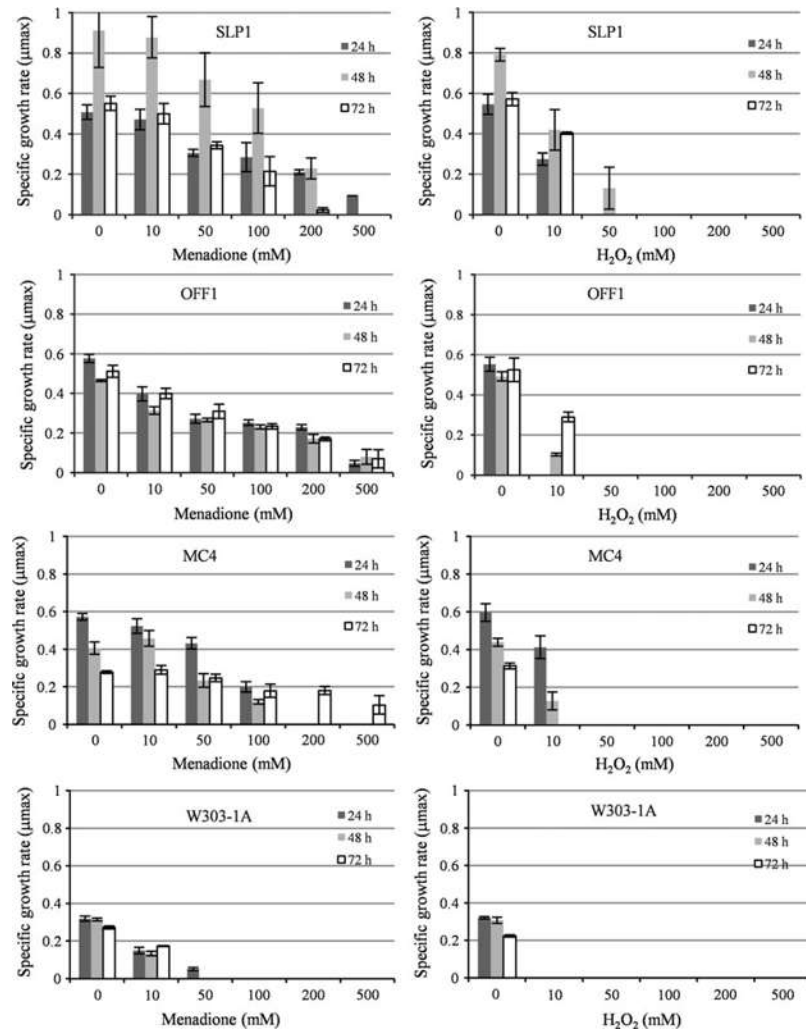 SLP1
Specific growth rate (μmax)
1
0.8
0.6
0.4
0.2
0
24 h
48 h
72 h
0 10 50 100 200 500
Menadione (mM)
SLP1
Specific growth rate (μmax)
1
0.8
0.6
0.4
0.2
0
24 h
48 h
72 h
0 10 50 100 200 500
H₂O₂ (mM)
OFF1
Specific growth rate (μmax)
1
0.8
0.6
0.4
0.2
0
24 h
48 h
72 h
0 10 50 100 200 500
Menadione (mM)
OFF1
Specific growth rate (μmax)
1
0.8
0.6
0.4
0.2
0
24 h
48 h
72 h
0 10 50 100 200 500
H₂O₂ (mM)
MC4
Specific growth rate (μmax)
1
0.8
0.6
0.4
0.2
0
24 h
48 h
72 h
0 10 50 100 200 500
Menadione (mM)
MC4
Specific growth rate (μmax)
1
0.8
0.6
0.4
0.2
0
24 h
48 h
72 h
0 10 50 100 200 500
H₂O₂ (mM)
W303-1A
Specific growth rate (μmax)
1
0.8
0.6
0.4
0.2
0
24 h
48 h
72 h
0 10 50 100 200 500
Menadione (mM)
W303-1A
Specific growth rate (μmax)
1
0.8
0.6
0.4
0.2
0
24 h
48 h
72 h
0 10 50 100 200 500
H₂O₂ (mM)